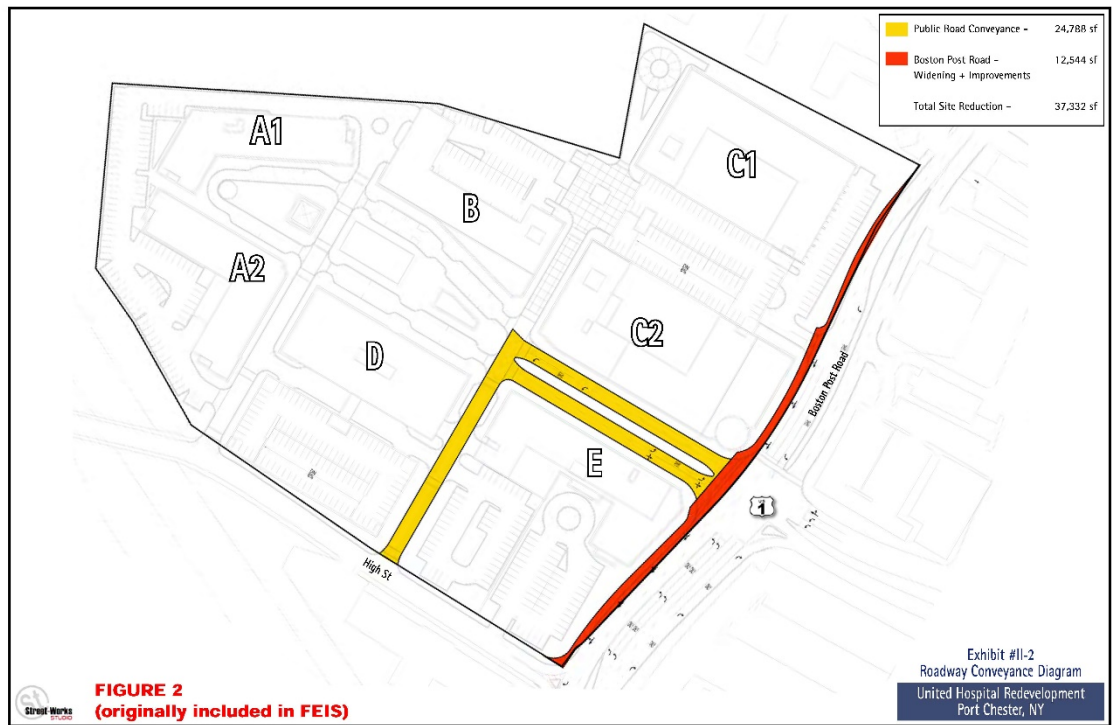 Public Road Conveyance - 24,788 sf
Boston Post Road - 12,544 sf
Widening + Improvements
Total Site Reduction - 37,332 sf
A1
C1
B
A2
C2
D
Boston Post Road
E
1
High St
Exhibit #II-2
Roadway Conveyance Diagram
United Hospital Redevelopment
Port Chester, NY
FIGURE 2
(originally included in FEIS)
st
Street-Works
STUDIO